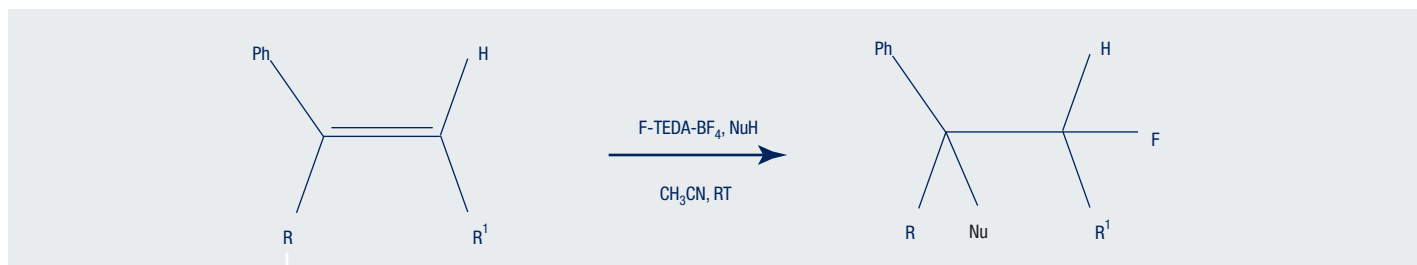 Ph
H
R
R¹
F-TEDA-BF₄, NuH
CH₃CN, RT
Ph
H
F
R
Nu
R¹